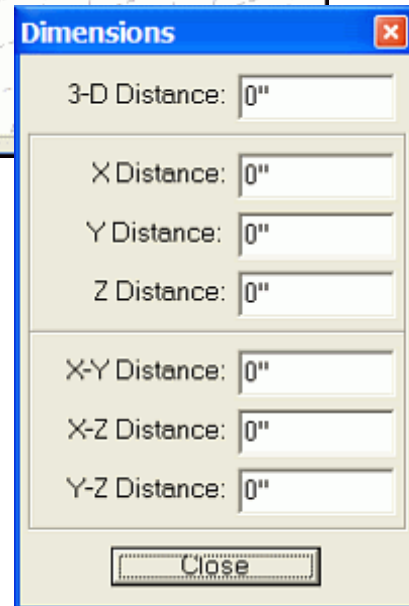 Dimensions
3-D Distance: 0"
X Distance: 0"
Y Distance: 0"
Z Distance: 0"
X-Y Distance: 0"
X-Z Distance: 0"
Y-Z Distance: 0"
Close